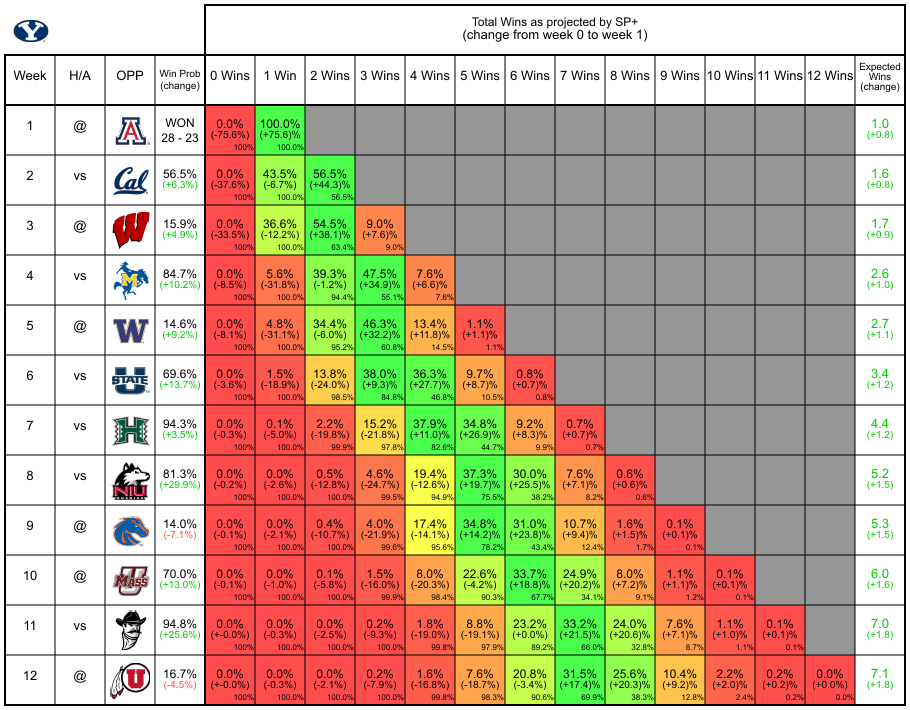 Y
Total Wins as projected by SP+
(change from week 0 to week 1)
Week H/A OPP Win Prob (change) 0 Wins 1 Win 2 Wins 3 Wins 4 Wins 5 Wins 6 Wins 7 Wins 8 Wins 9 Wins 10 Wins 11 Wins 12 Wins Expected Wins (change)
1 @ A WON 0.0% 100.0% 1.0
28 - 23 (-75.6%) (+75.6)% (+0.8)
100% 100.0%
2 vs Cal 56.5% 0.0% 43.5% 56.5% 1.6
(+6.3%) (-37.6%) (-6.7%) (+44.3)% (+0.8)
100% 100.0% 56.5%
3 @ W 15.9% 0.0% 36.6% 54.5% 9.0% 1.7
(+4.9%) (-33.5%) (-12.2%) (+38.1)% (+7.6)% (+0.9)
100% 100.0% 63.4% 9.0%
4 vs M 84.7% 0.0% 5.6% 39.3% 47.5% 7.6% 2.6
(+10.2%) (-8.5%) (-31.8%) (-1.2%) (+34.9)% (+6.6)% (+1.0)
100% 100.0% 94.4% 55.1% 7.6%
5 @ W 14.6% 0.0% 4.8% 34.4% 46.3% 13.4% 1.1% 2.7
(+9.2%) (-8.1%) (-31.1%) (-6.0%) (+32.2)% (+11.8)% (+1.1)% (+1.1)
100% 100.0% 95.2% 60.8% 14.5% 1.1%
6 vs U STATE 69.6% 0.0% 1.5% 13.8% 38.0% 36.3% 9.7% 0.8% 3.4
(+13.7%) (-3.6%) (-18.9%) (-24.0%) (+9.3)% (+27.7)% (+8.7)% (+0.7)% (+1.2)
100% 100.0% 98.5% 84.8% 46.8% 10.5% 0.8%
7 vs H 94.3% 0.0% 0.1% 2.2% 15.2% 37.9% 34.8% 9.2% 0.7% 4.4
(+3.5%) (-0.3%) (-5.0%) (-19.8%) (-21.8%) (+11.0)% (+26.9)% (+8.3)% (+0.7)% (+1.2)
100% 100.0% 99.9% 97.8% 82.6% 44.7% 9.9% 0.7%
8 vs NIU 81.3% 0.0% 0.0% 0.5% 4.6% 19.4% 37.3% 30.0% 7.6% 0.6% 5.2
(+29.9%) (-0.2%) (-2.6%) (-12.8%) (-24.7%) (-12.6%) (+19.7)% (+25.5)% (+7.1)% (+0.6)% (+1.5)
100% 100.0% 100.0% 99.5% 94.9% 75.5% 38.2% 8.2% 0.6%
9 @ 14.0% 0.0% 0.0% 0.4% 4.0% 17.4% 34.8% 31.0% 10.7% 1.6% 0.1% 5.3
(-7.1%) (-0.1%) (-2.1%) (-10.7%) (-21.9%) (-14.1%) (+14.2)% (+23.8)% (+9.4)% (+1.5)% (+0.1)% (+1.5)
100% 100.0% 100.0% 99.6% 95.6% 78.2% 43.4% 12.4% 1.7% 0.1%
10 @ UMASS 70.0% 0.0% 0.0% 0.1% 1.5% 8.0% 22.6% 33.7% 24.9% 8.0% 1.1% 0.1% 6.0
(+13.0%) (-0.1%) (-1.0%) (-5.8%) (-16.0%) (-20.3%) (-4.2%) (+18.8)% (+20.2)% (+7.2)% (+1.1)% (+0.1)% (+1.6)
100% 100.0% 100.0% 99.9% 98.4% 90.3% 67.7% 34.1% 9.1% 1.2% 0.1%
11 vs 94.8% 0.0% 0.0% 0.0% 0.2% 1.8% 8.8% 23.2% 33.2% 24.0% 7.6% 1.1% 0.1% 7.0
(+25.6%) (+-0.0%) (-0.3%) (-2.5%) (-9.3%) (-19.0%) (-19.1%) (+0.0)% (+21.5)% (+20.6)% (+7.1)% (+1.0)% (+0.1)% (+1.8)
100% 100.0% 100.0% 100.0% 99.8% 97.9% 89.2% 66.0% 32.8% 8.7% 1.1% 0.1%
12 @ U 16.7% 0.0% 0.0% 0.0% 0.2% 1.6% 7.6% 20.8% 31.5% 25.6% 10.4% 2.2% 0.2% 0.0% 7.1
(-4.5%) (+-0.0%) (-0.3%) (-2.1%) (-7.9%) (-16.8%) (-18.7%) (-3.4%) (+17.4)% (+20.3)% (+9.2)% (+2.0)% (+0.2)% (+0.0)% (+1.8)
100% 100.0% 100.0% 100.0% 99.8% 98.3% 90.6% 69.9% 38.3% 12.8% 2.4% 0.2% 0.0%